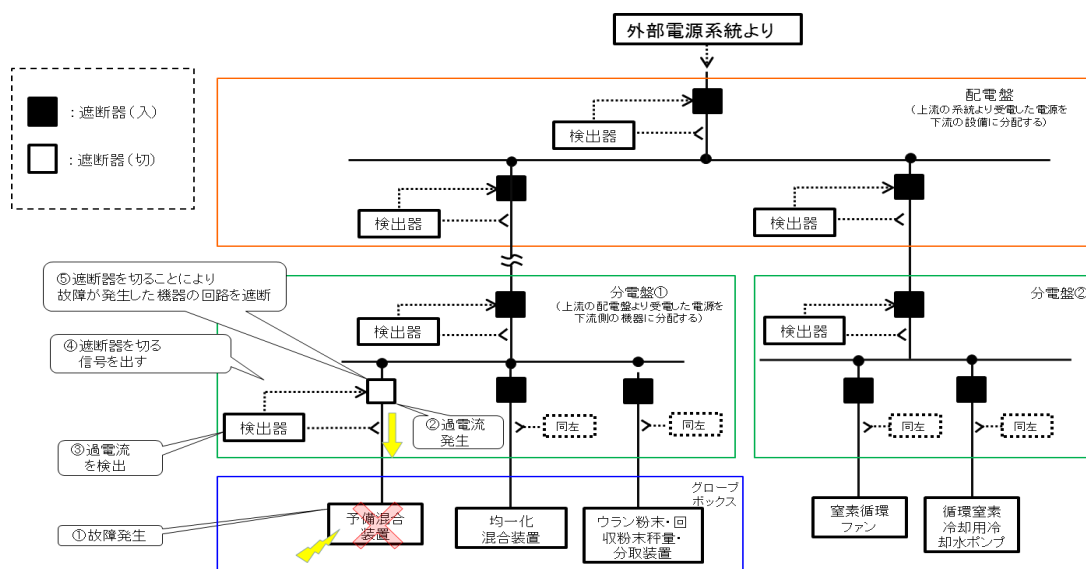 外部電源系統より
:遮断器(入)
:遮断器(切)
配電盤
(上流の系統より受電した電源を
下流の設備に分配する)
検出器
検出器
検出器
⑤遮断器を切ることにより
故障が発生した機器の回路を遮断
分電盤①
(上流の配電盤より受電した電源を
下流側の機器に分配する)
分電盤②
検出器
検出器
④遮断器を切る
信号を出す
検出器
②過電流
発生
同左
同左
同左
同左
③過電流
を検出
グローブ
ボックス
①故障発生
予備混合
装置
均一化
混合装置
ウラン粉末・回
収粉末秤量・
分取装置
窒素循環
ファン
循環窒素
冷却用冷
却水ポンプ